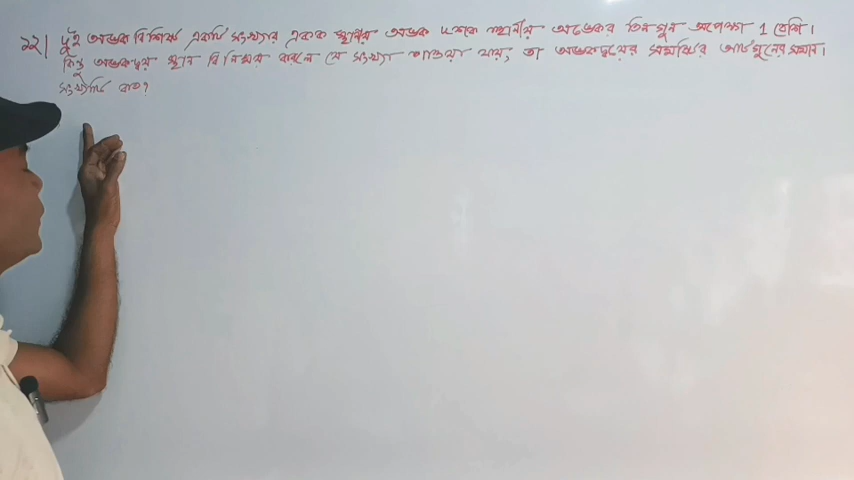 ১২| দুই অঙ্ক বিশিষ্ট একটি সংখ্যার একক স্থানীয় অঙ্ক দশক স্থানীয় অঙ্কের তিনগুন অপেক্ষা 1 বেশি।
কিন্তু অঙ্কদ্বয় স্থান বিনিময় করলে যে সংখ্যা পাওয়া যায়, তা অঙ্কদ্বয়ের সমষ্টির আটগুনের সমান।
সংখ্যাটি কত?